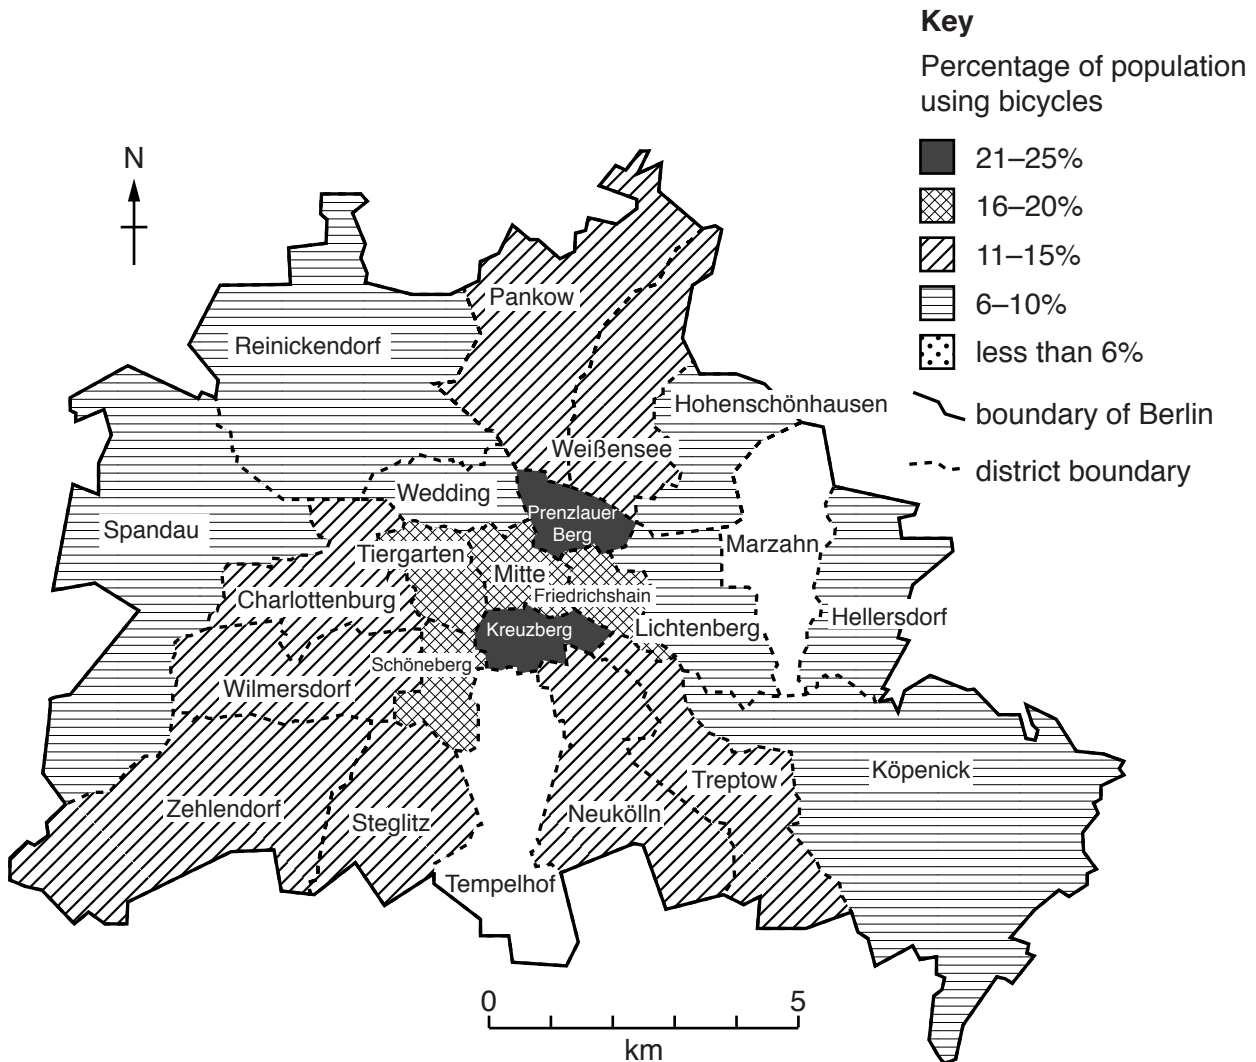 Key
Percentage of population
using bicycles
21–25%
16–20%
11–15%
6–10%
less than 6%
boundary of Berlin
district boundary
N
Pankow
Reinickendorf
Hohenschönhausen
Weißensee
Wedding
Prenzlauer
Berg
Spandau
Tiergarten
Marzahn
Mitte
Friedrichshain
Charlottenburg
Hellersdorf
Kreuzberg
Lichtenberg
Schöneberg
Wilmersdorf
Köpenick
Treptow
Zehlendorf
Steglitz
Neukölln
Tempelhof
0 5
km